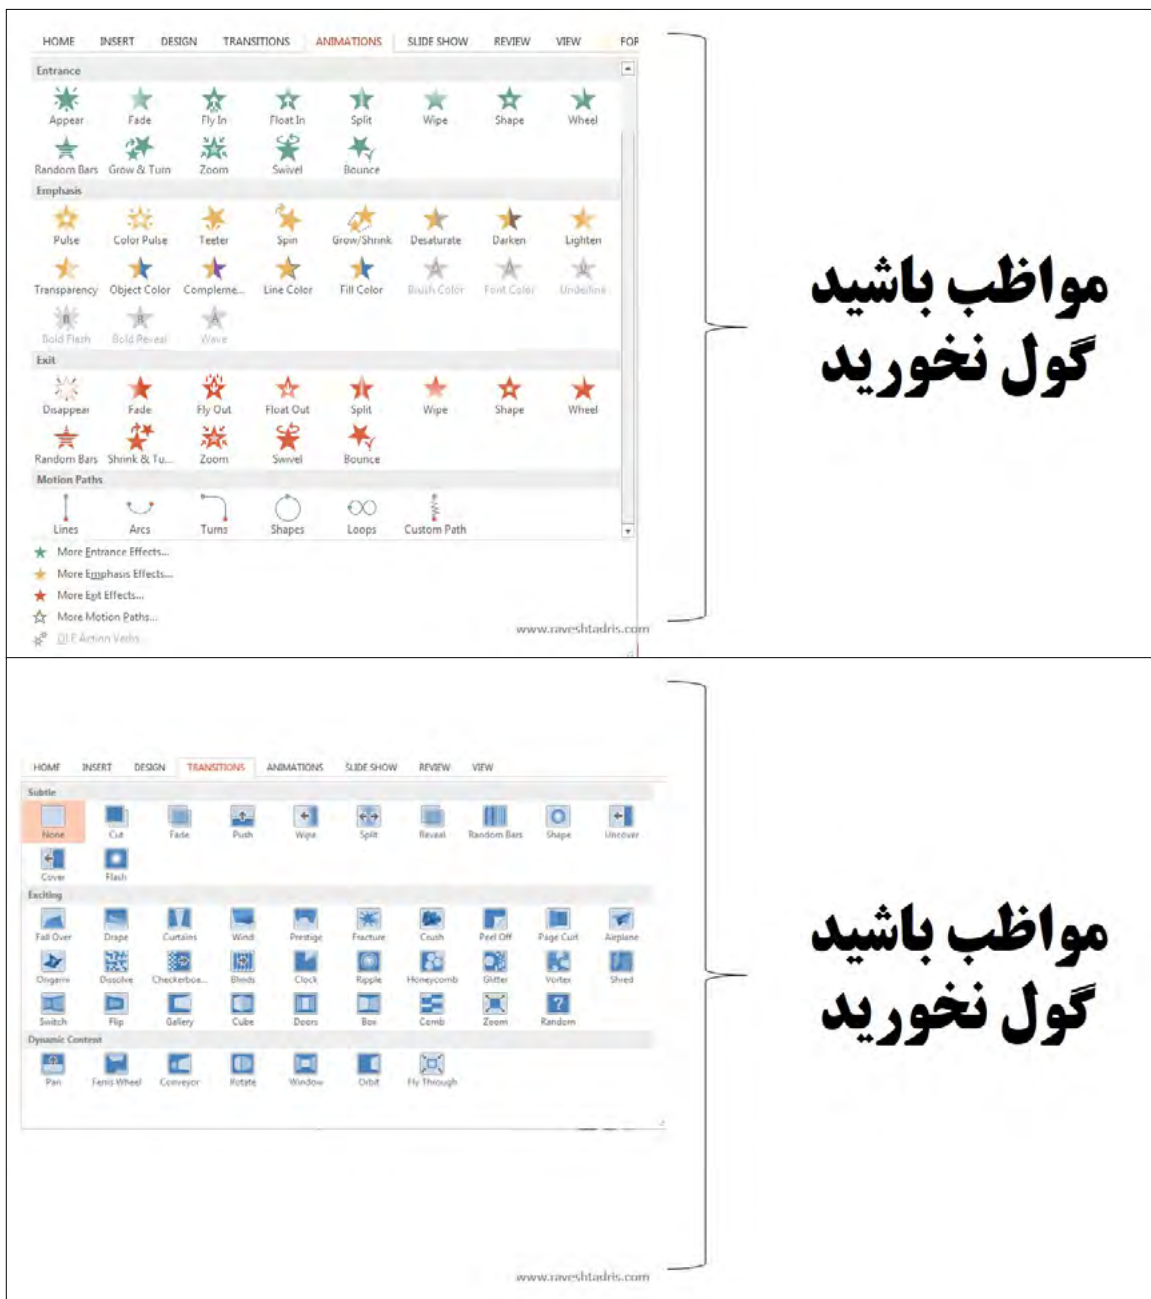 HOME INSERT DESIGN TRANSITIONS ANIMATIONS SLIDE SHOW REVIEW VIEW FOR
Entrance
Appear Fade Fly In Float In Split Wipe Shape Wheel
Random Bars Grow & Turn Zoom Swivel Bounce
Emphasis
Pulse Color Pulse Teeter Spin Grow/Shrink Desaturate Darken Lighten
Transparency Object Color Compleme... Line Color Fill Color Brush Color Font Color Underline
Bold Flash Bold Reveal Wave
Exit
Disappear Fade Fly Out Float Out Split Wipe Shape Wheel
Random Bars Shrink & Tu... Zoom Swivel Bounce
Motion Paths
Lines Arcs Turns Shapes Loops Custom Path
More Entrance Effects...
More Emphasis Effects...
More Exit Effects...
More Motion Paths...
OLE Action Verbs...
www.raveshtadris.com
مواظب باشید
گول نخورید
HOME INSERT DESIGN TRANSITIONS ANIMATIONS SLIDE SHOW REVIEW VIEW
Subtle
None Cut Fade Push Wipe Split Reveal Random Bars Shape Uncover
Cover Flash
Exciting
Fall Over Drape Curtains Wind Prestige Fracture Crush Peel Off Page Curl Airplane
Origami Dissolve Checkerboa... Blinds Clock Ripple Honeycomb Glitter Vortex Shred
Switch Flip Gallery Cube Doors Box Comb Zoom Random
Dynamic Content
Pan Ferris Wheel Conveyor Rotate Window Orbit Fly Through
www.raveshtadris.com
مواظب باشید
گول نخورید